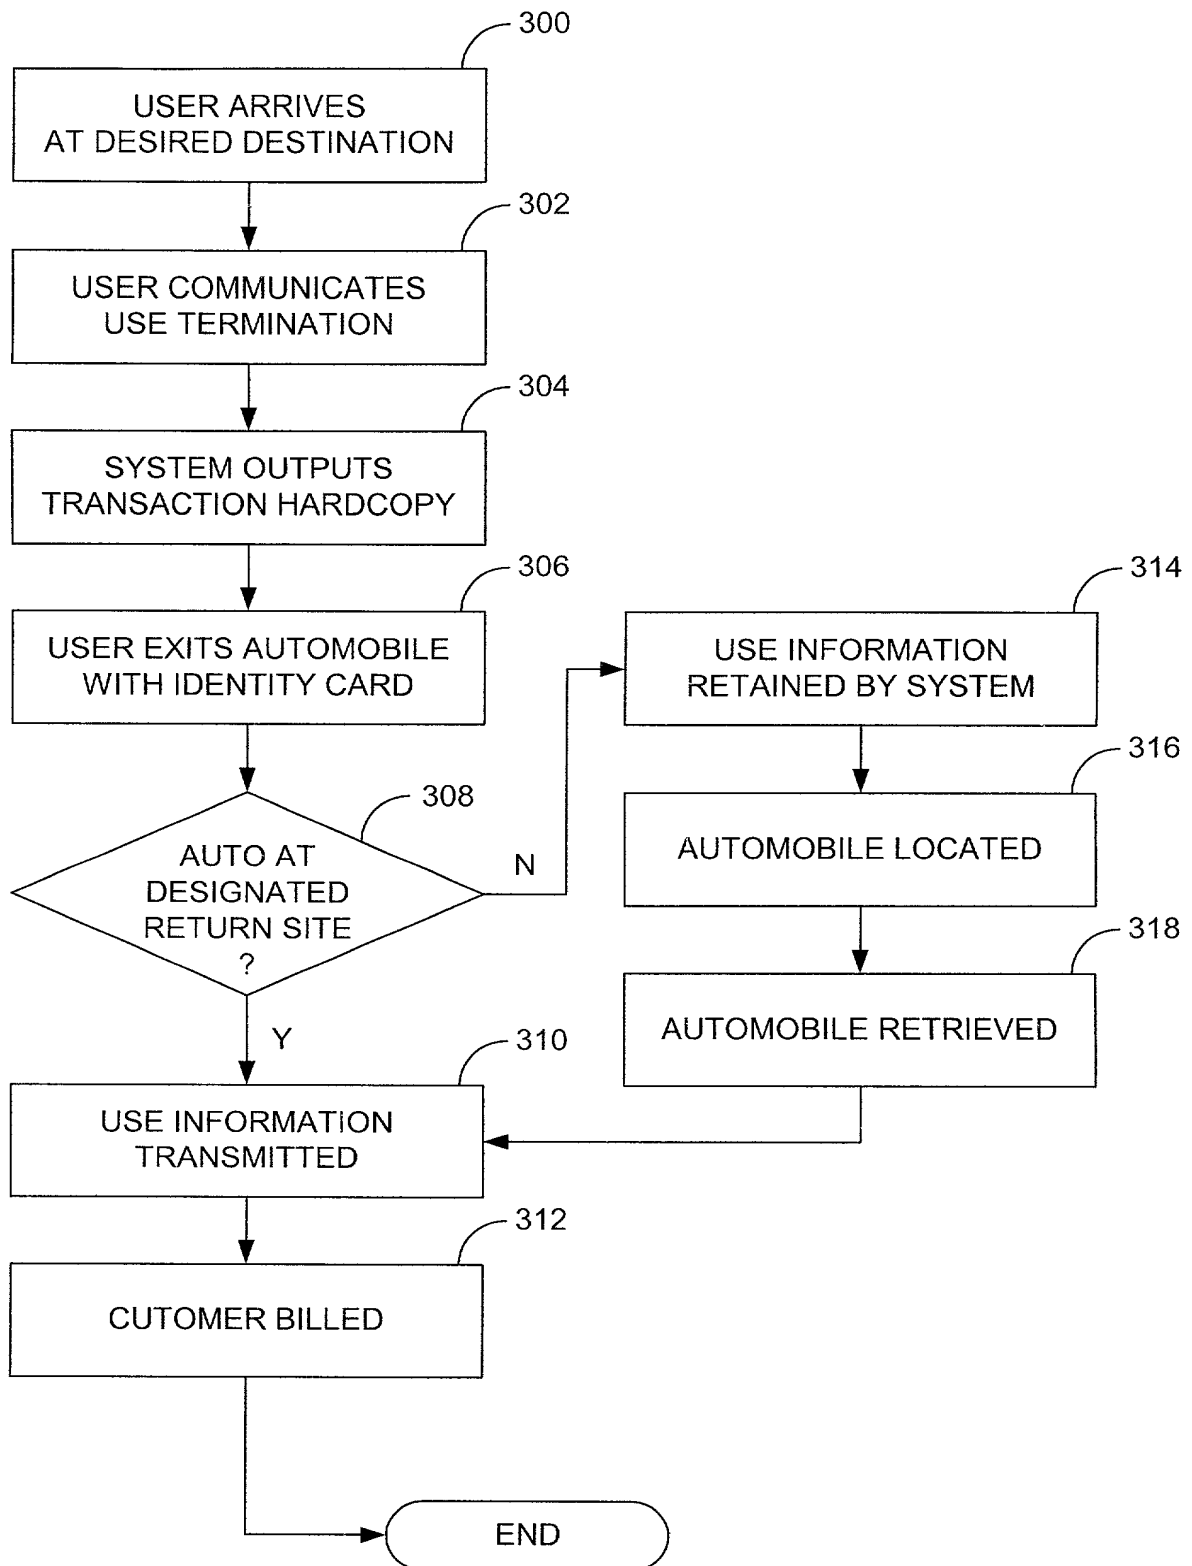 300
USER ARRIVES
AT DESIRED DESTINATION
302
USER COMMUNICATES
USE TERMINATION
304
SYSTEM OUTPUTS
TRANSACTION HARDCOPY
306
USER EXITS AUTOMOBILE
WITH IDENTITY CARD
308
AUTO AT
DESIGNATED
RETURN SITE
?
N
Y
314
USE INFORMATION
RETAINED BY SYSTEM
316
AUTOMOBILE LOCATED
318
AUTOMOBILE RETRIEVED
310
USE INFORMATION
TRANSMITTED
312
CUTOMER BILLED
END